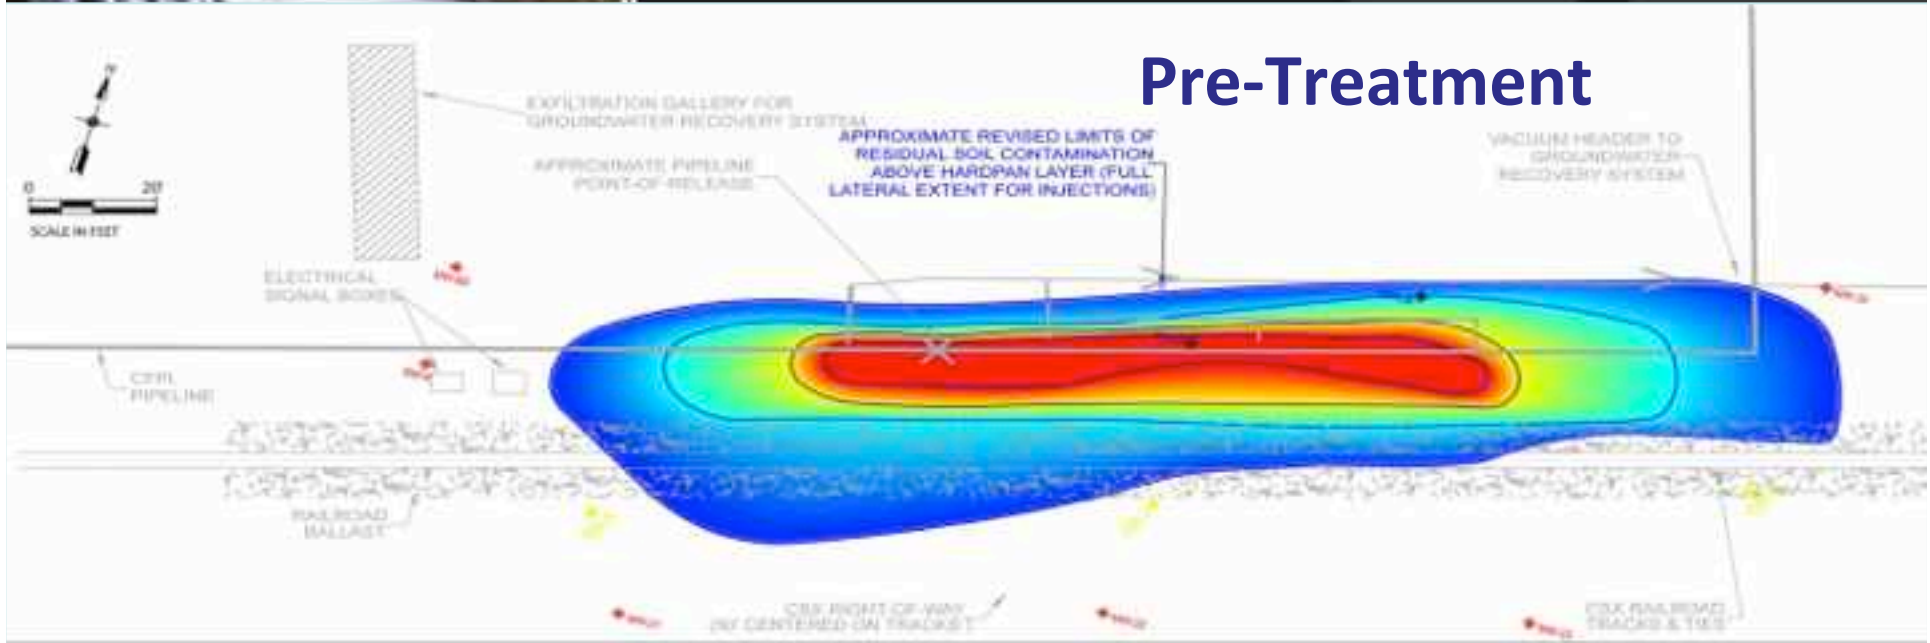 Pre-Treatment
N
EXFILTRATION GALLERY FOR
GROUNDWATER RECOVERY SYSTEM
APPROXIMATE REVISED LIMITS OF
RESIDUAL SOIL CONTAMINATION
ABOVE HARDPAN LAYER (FULL
LATERAL EXTENT FOR INJECTIONS)
APPROXIMATE PIPELINE
POINT-OF-RELEASE
VACUUM HEADER TO
GROUNDWATER
RECOVERY SYSTEM
0 20'
SCALE IN FEET
ELECTRICAL
SIGNAL BOXES
PIPELINE
RAILROAD
BALLAST
CSX RIGHT-OF-WAY
CENTERED ON
CSX RAILROAD
TRACKS & TIES